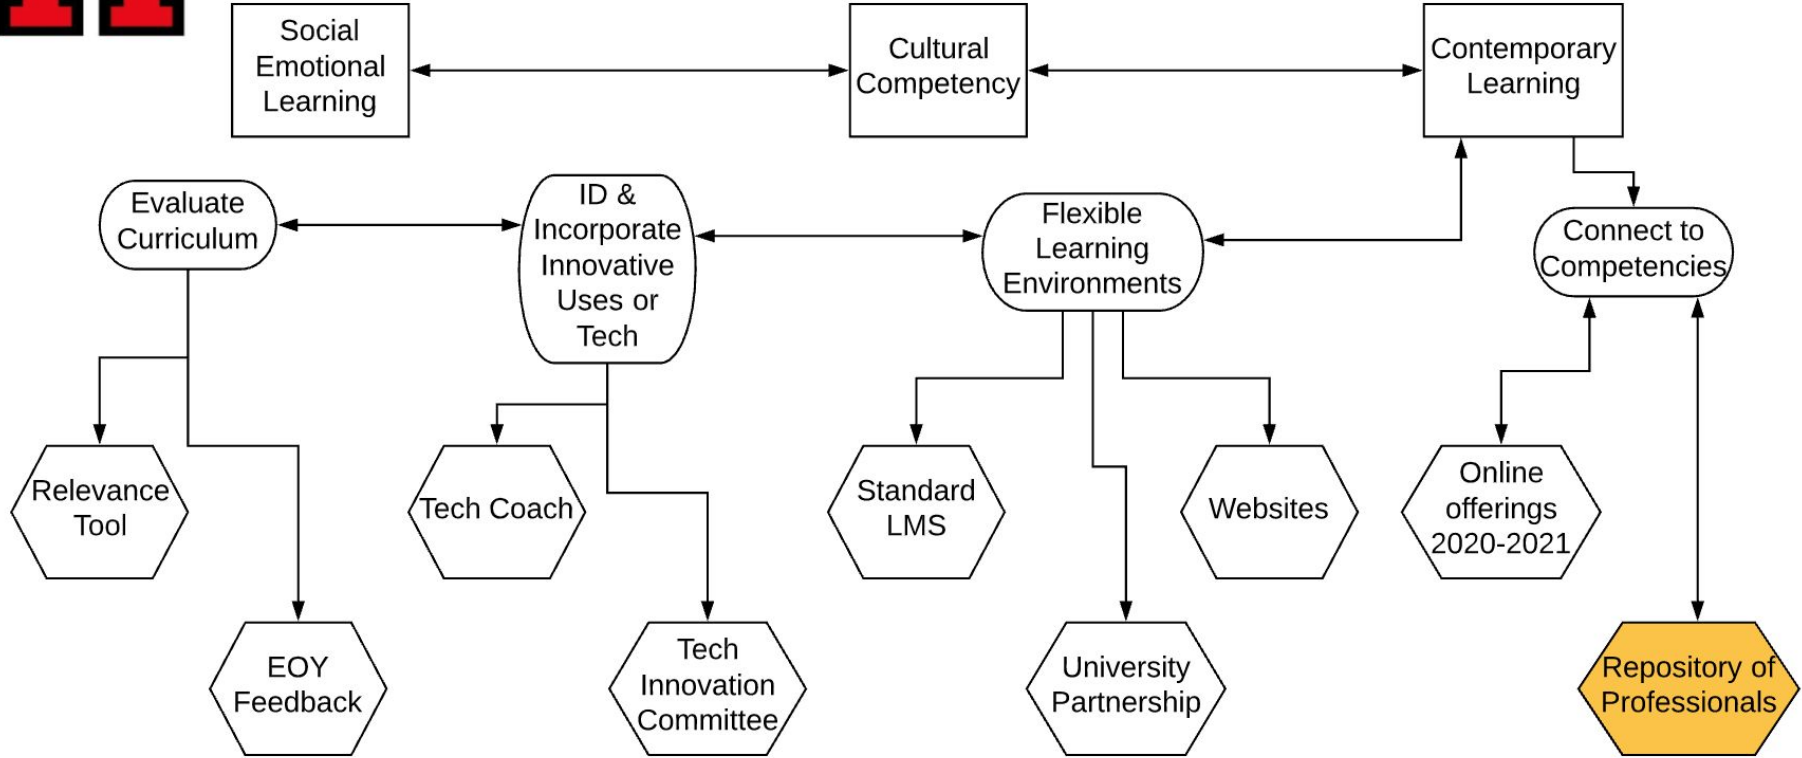 Social
Emotional
Learning
Cultural
Competency
Contemporary
Learning
Evaluate
Curriculum
ID &
Incorporate
Innovative
Uses or
Tech
Flexible
Learning
Environments
Connect to
Competencies
Relevance
Tool
Tech Coach
Standard
LMS
Websites
Online
offerings
2020-2021
EOY
Feedback
Tech
Innovation
Committee
University
Partnership
Repository of
Professionals